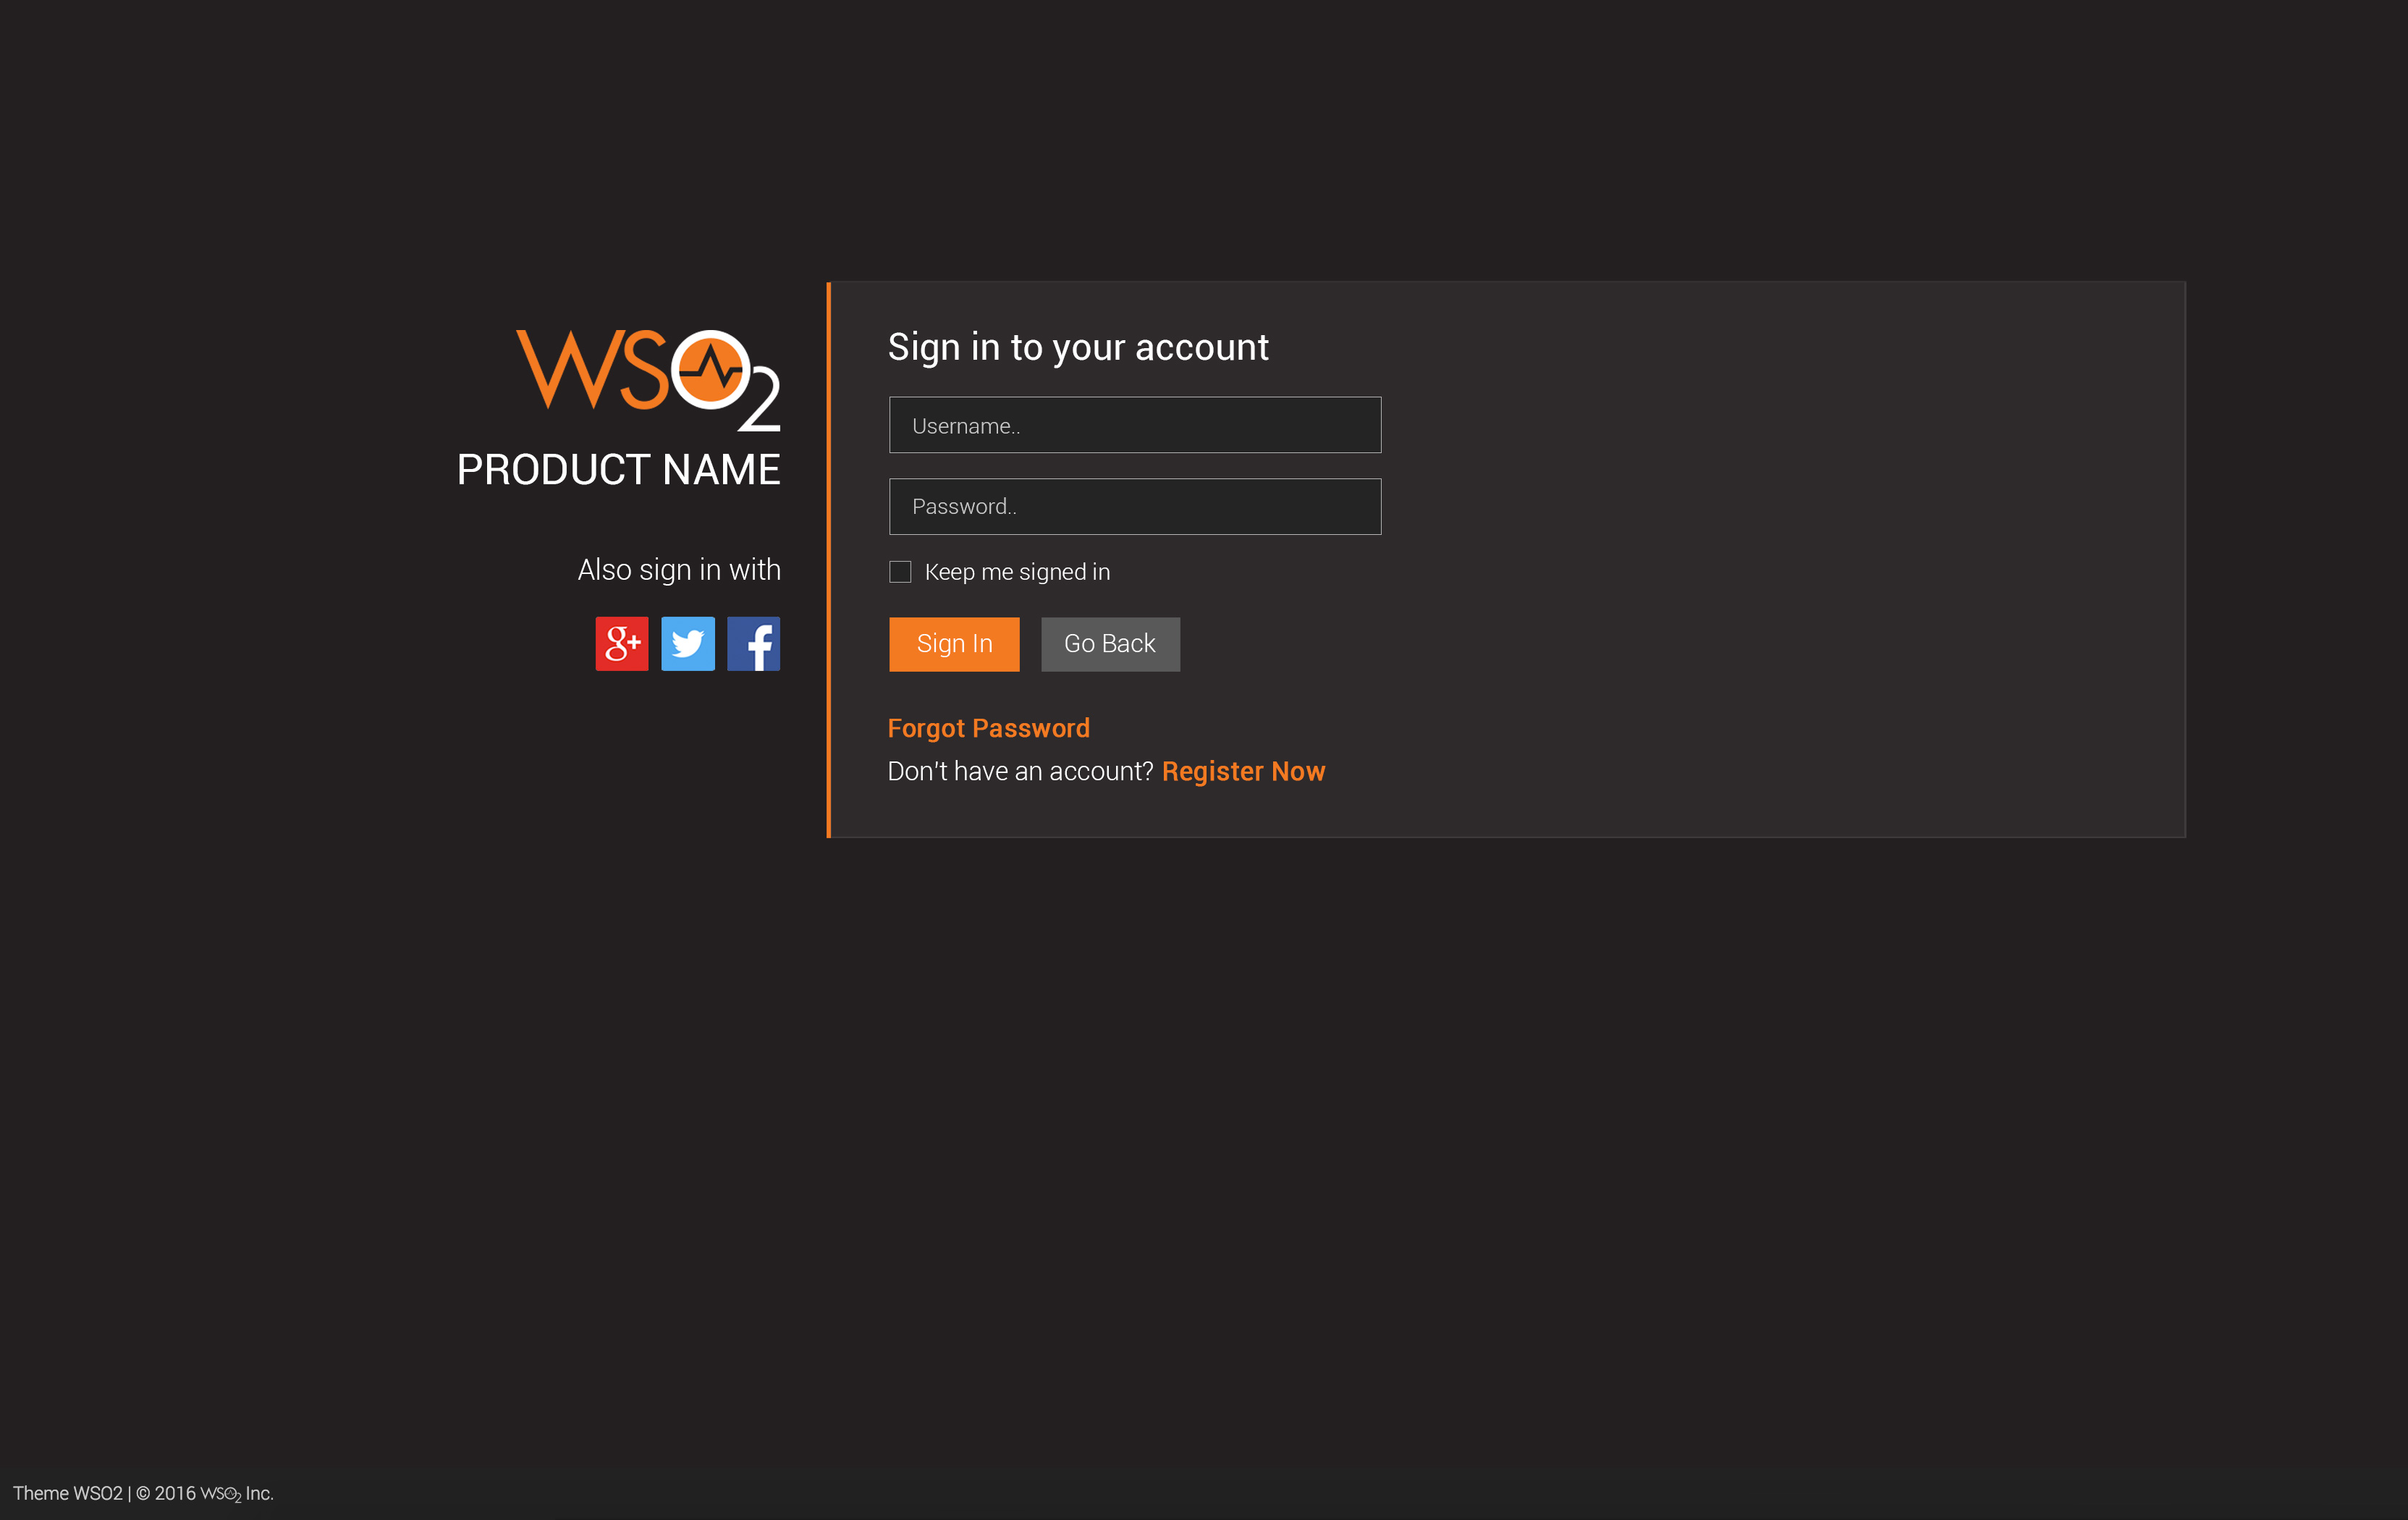 WSO2
PRODUCT NAME
Also sign in with
g+
f
Sign in to your account
Username..
Password..
Keep me signed in
Sign In
Go Back
Forgot Password
Don't have an account? Register Now
Theme WSO2 | © 2016 WSO2 Inc.